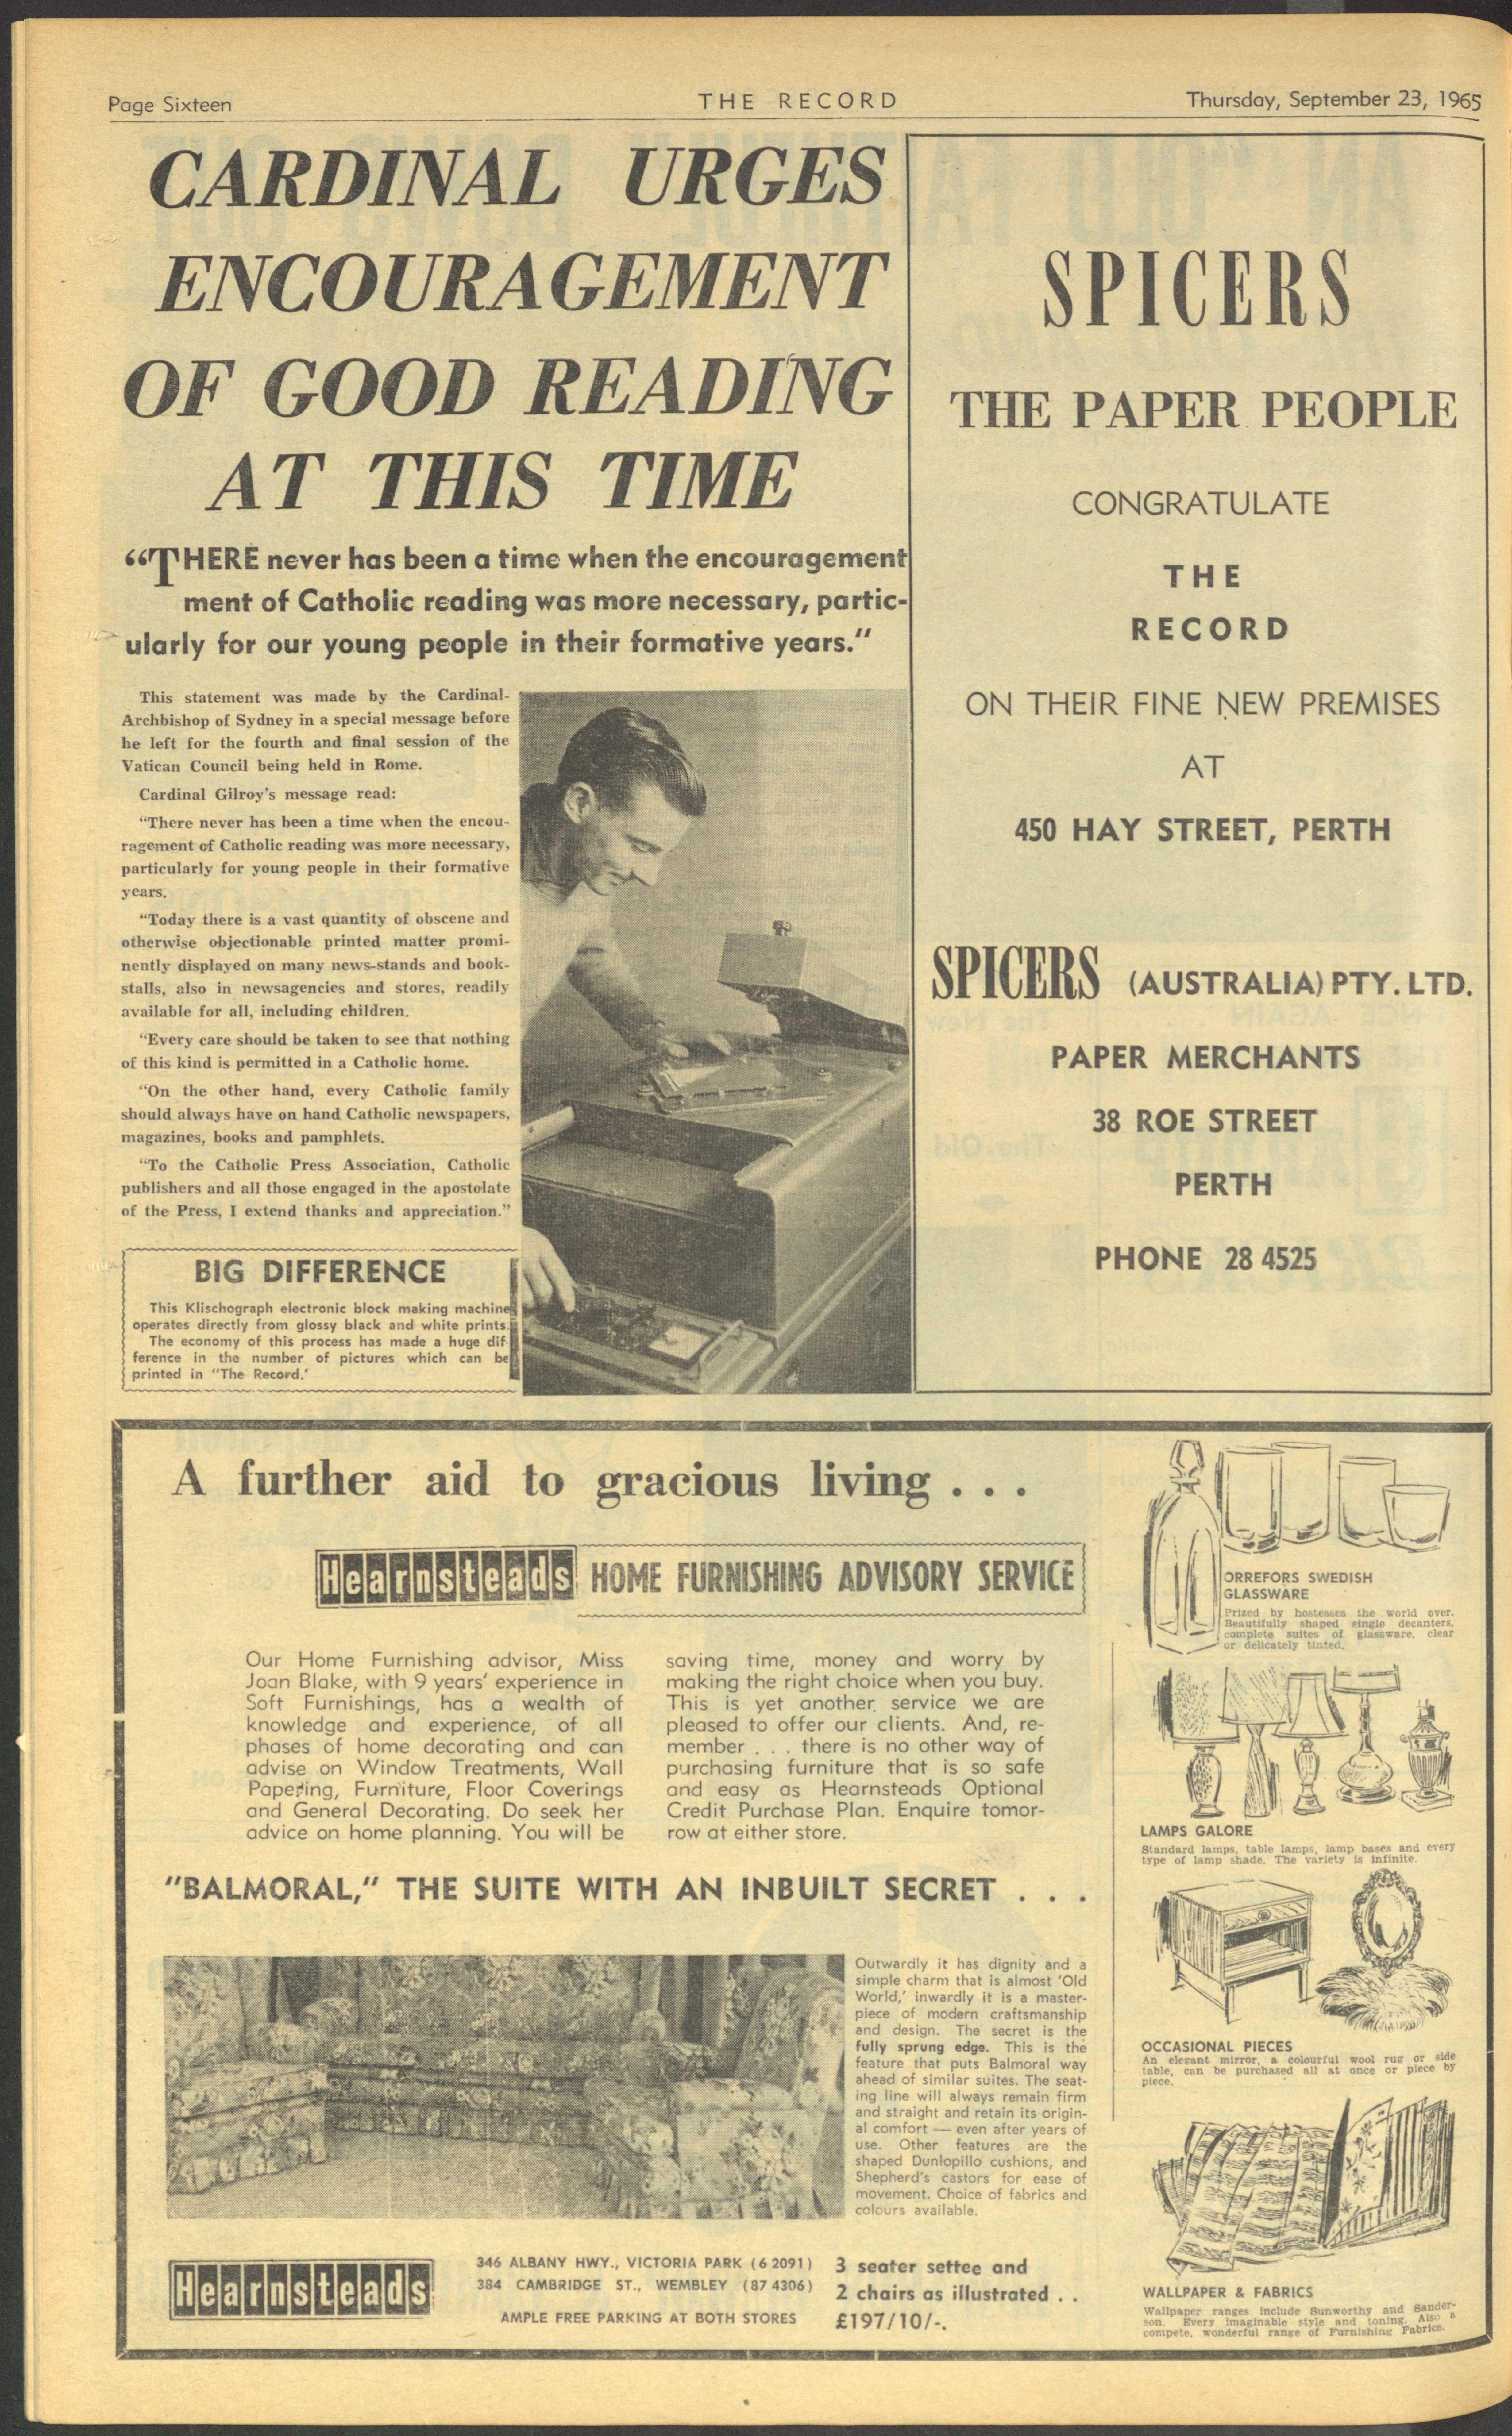 Page Sixteen
THE RECORD
Thursday, September 23, 1965
CARDINAL URGES
ENCOURAGEMENT
OF GOOD READING
AT THIS TIME
“THERE never has been a time when the encouragement
ment of Catholic reading was more necessary, partic-
ularly for our young people in their formative years.”
This statement was made by the Cardinal-
Archbishop of Sydney in a special message before
he left for the fourth and final session of the
Vatican Council being held in Rome.
Cardinal Gilroy's message read:
“There never has been a time when the encou-
ragement of Catholic reading was more necessary,
particularly for young people in their formative
years.
“Today there is a vast quantity of obscene and
otherwise objectionable printed matter promi-
nently displayed on many news-stands and book-
stalls, also in newsagencies and stores, readily
available for all, including children.
“Every care should be taken to see that nothing
of this kind is permitted in a Catholic home.
“On the other hand, every Catholic family
should always have on hand Catholic newspapers,
magazines, books and pamphlets.
“To the Catholic Press Association, Catholic
publishers and all those engaged in the apostolate
of the Press, I extend thanks and appreciation.”
BIG DIFFERENCE
This Klischograph electronic block making machine
operates directly from glossy black and white prints.
The economy of this process has made a huge dif-
ference in the number of pictures which can be
printed in "The Record.'
SPICERS
THE PAPER PEOPLE
CONGRATULATE
THE
RECORD
ON THEIR FINE NEW PREMISES
AT
450 HAY STREET, PERTH
SPICERS (AUSTRALIA) PTY. LTD.
PAPER MERCHANTS
38 ROE STREET
PERTH
PHONE 28 4525
A further aid to gracious living . . .
Hearnsteads HOME FURNISHING ADVISORY SERVICE
Our Home Furnishing advisor, Miss
Joan Blake, with 9 years' experience in
Soft Furnishings, has a wealth of
knowledge and experience, of all
phases of home decorating and can
advise on Window Treatments, Wall
Papering, Furniture, Floor Coverings
and General Decorating. Do seek her
advice on home planning. You will be
saving time, money and worry by
making the right choice when you buy.
This is yet another service we are
pleased to offer our clients. And, re-
member . . . there is no other way of
purchasing furniture that is so safe
and easy as Hearnsteads Optional
Credit Purchase Plan. Enquire tomor-
row at either store.
"BALMORAL," THE SUITE WITH AN INBUILT SECRET . . .
Outwardly it has dignity and a
simple charm that is almost 'Old
World,' inwardly it is a master-
piece of modern craftsmanship
and design. The secret is the
fully sprung edge. This is the
feature that puts Balmoral way
ahead of similar suites. The seat-
ing line will always remain firm
and straight and retain its origin-
al comfort — even after years of
use. Other features are the
shaped Dunlopillo cushions, and
Shepherd's castors for ease of
movement. Choice of fabrics and
colours available.
Hearnsteads
346 ALBANY HWY., VICTORIA PARK (6 2091)
384 CAMBRIDGE ST., WEMBLEY (87 4306)
AMPLE FREE PARKING AT BOTH STORES
3 seater settee and
2 chairs as illustrated . .
£197/10/-.
ORREFORS SWEDISH
GLASSWARE
Prized by hostesses the world over.
Beautifully shaped single decanters,
complete suites of glassware, clear
or delicately tinted.
LAMPS GALORE
Standard lamps, table lamps, lamp bases and every
type of lamp shade. The variety is infinite.
OCCASIONAL PIECES
An elegant mirror, a colourful wool rug or side
table, can be purchased all at once or piece by
piece.
WALLPAPER & FABRICS
Wallpaper ranges include Sunworthy and Sander-
son. Every imaginable style and toning. Also a
compete, wonderful range of Furnishing Fabrics.